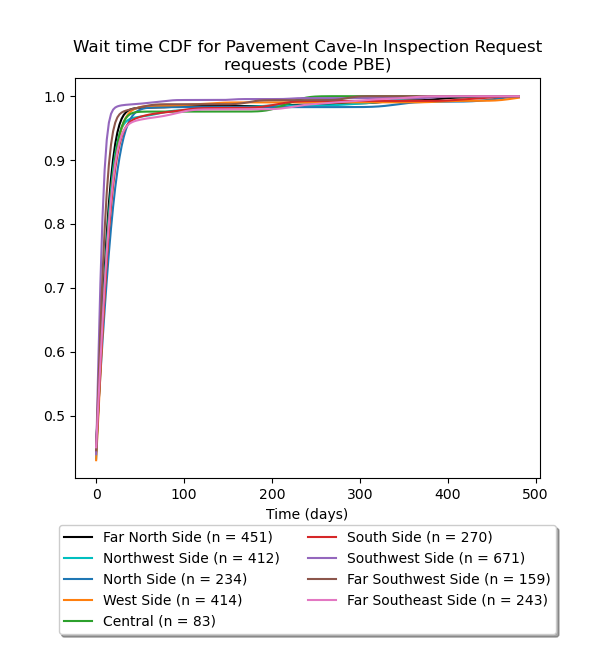 Wait time CDF for Pavement Cave-In Inspection Request
requests (code PBE)
1.0
0.9
0.8
0.7
0.6
0.5
0 100 200 300 400 500
Time (days)
Far North Side (n = 451)
Northwest Side (n = 412)
North Side (n = 234)
West Side (n = 414)
Central (n = 83)
South Side (n = 270)
Southwest Side (n = 671)
Far Southwest Side (n = 159)
Far Southeast Side (n = 243)